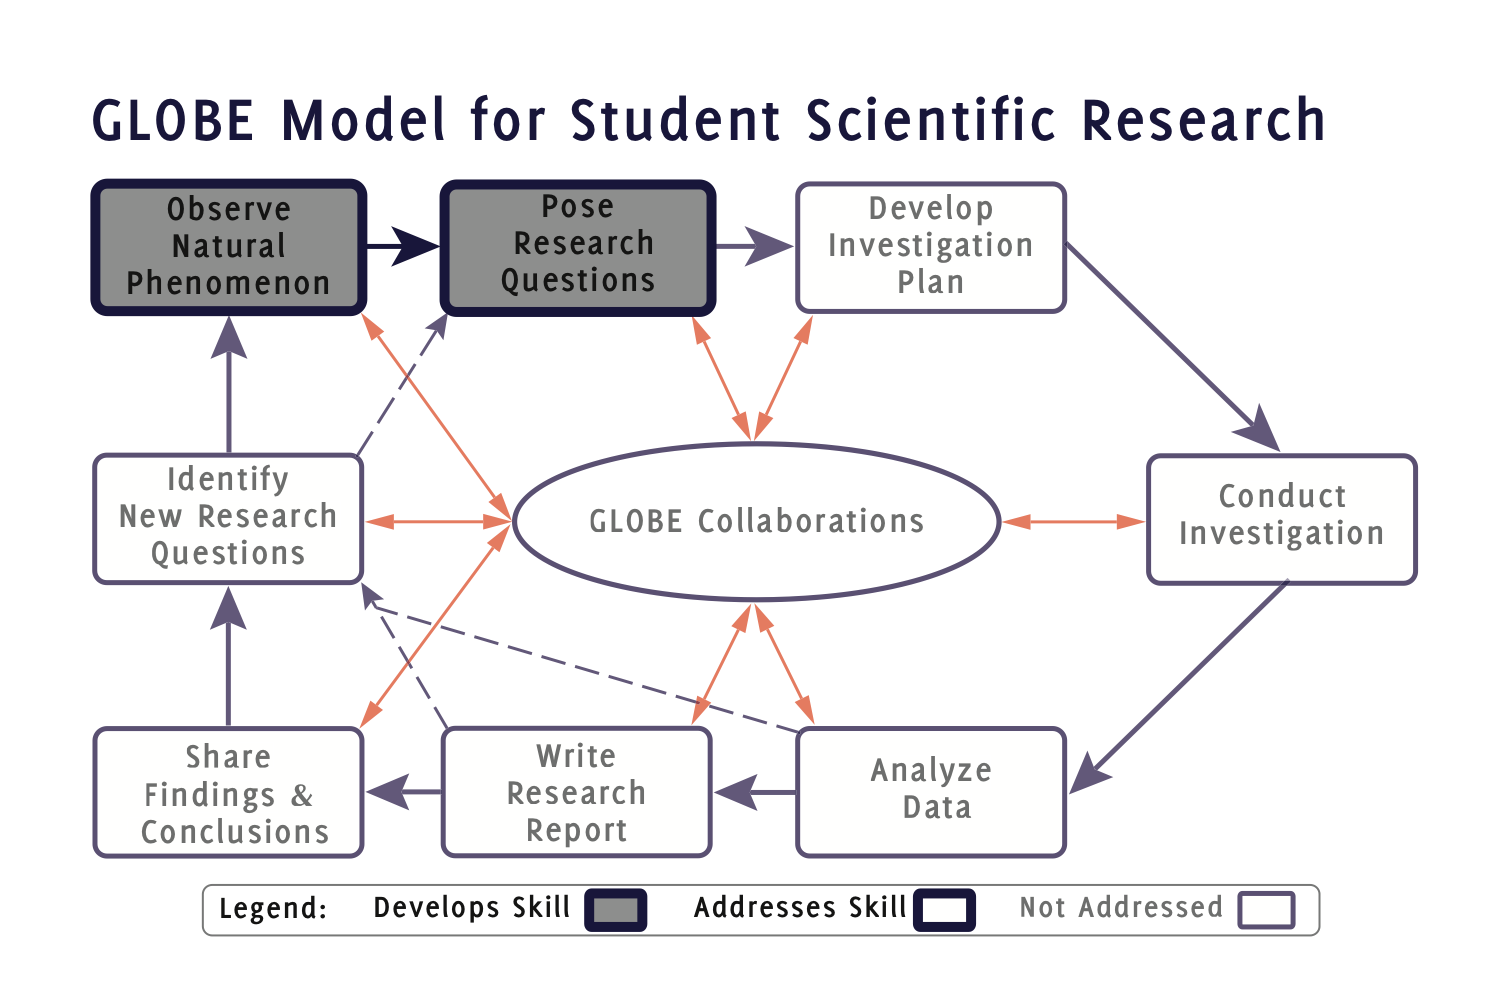 GLOBE Model for Student Scientific Research
Observe
Natural
Phenomenon
Pose
Research
Questions
Develop
Investigation
Plan
Identify
New Research
Questions
GLOBE Collaborations
Conduct
Investigation
Share
Findings &
Conclusions
Write
Research
Report
Analyze
Data
Legend: Develops Skill Addresses Skill Not Addressed